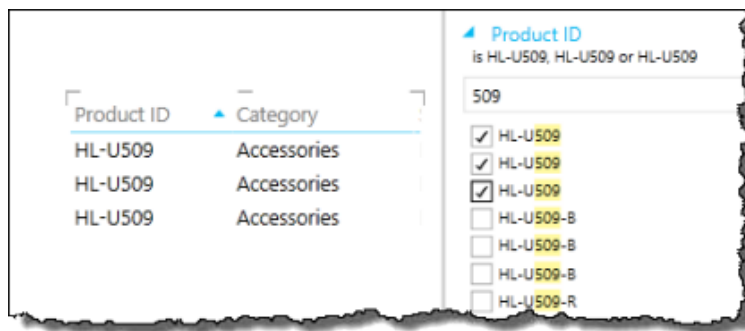 Product ID Category
HL-U509 Accessories
HL-U509 Accessories
HL-U509 Accessories
Product ID
is HL-U509, HL-U509 or HL-U509
509
HL-U509
HL-U509
HL-U509
HL-U509-B
HL-U509-B
HL-U509-B
HL-U509-R